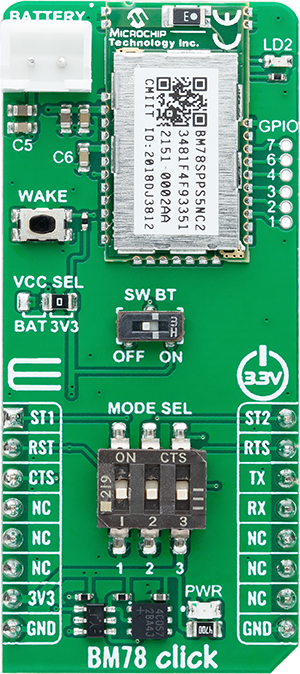 BATTERY
MICROCHIP
Technology Inc.
CE
LD2
C5
C6
BM78SPPS5NC2
3481F4F93351
2151 0002AA
CMIIT ID:2018DJ3812
GPIO
7
6
4
3
2
1
WAKE
VCC SEL
0
BAT 3V3
SW BT
OFF ON
3.3V
MODE SEL
ON CTS
219
1 2 3
1 2 3
ST1
RST
CTS
NC
NC
NC
3V3
GND
ST2
RTS
TX
RX
NC
NC
NC
GND
PWR
BM78 click